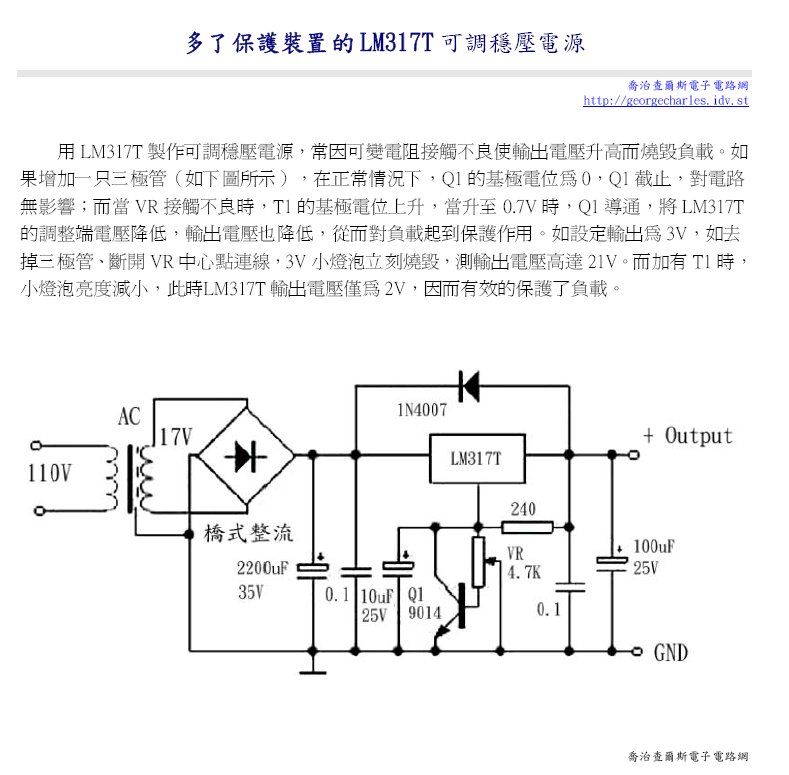 多了保護裝置的LM317T可調穩壓電源
喬治查爾斯電子電路網
http://georgecharles.idv.st
用 LM317T 製作可調穩壓電源，常因可變電阻接觸不良使輸出電壓升高而燒毀負載。如
果增加一只三極管（如下圖所示），在正常情況下，Q1 的基極電位為 0，Q1 截止，對電路
無影響；而當 VR 接觸不良時，T1 的基極電位上升，當升至 0.7V 時，Q1 導通，將 LM317T
的調整端電壓降低，輸出電壓也降低，從而對負載起到保護作用。如設定輸出為 3V，如去
掉三極管、斷開 VR 中心點連線，3V 小燈泡立刻燒毀，測輸出電壓高達 21V。而加有 T1 時，
小燈泡亮度減小，此時LM317T 輸出電壓僅為 2V，因而有效的保護了負載。
1N4007
AC
17V
+ Output
LM317T
110V
240
橋式整流
VR
4.7K
100uF
25V
2200uF
35V
0.1
10uF
25V
Q1
9014
0.1
GND
喬治查爾斯電子電路網